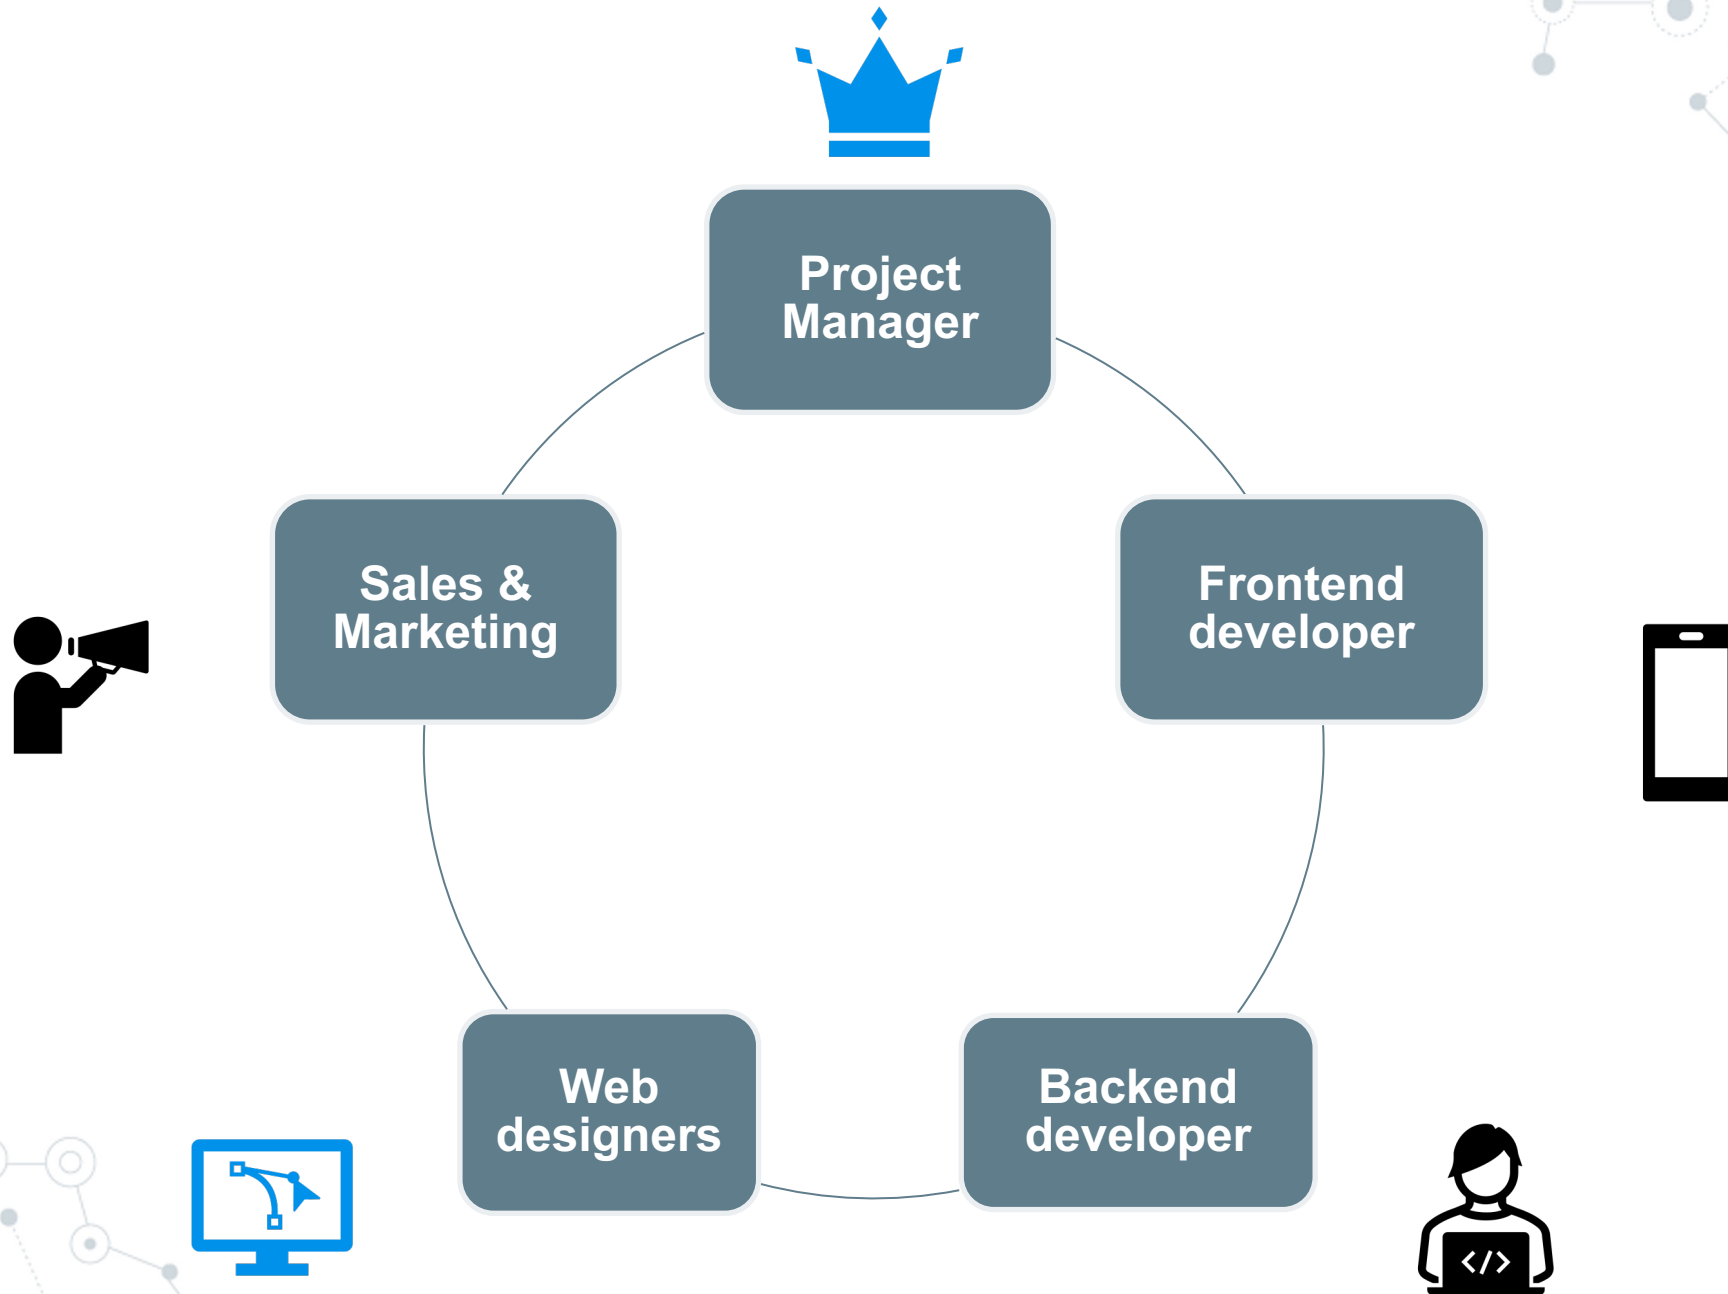 Project
Manager
Sales &
Marketing
Frontend
developer
Web
designers
Backend
developer
</>